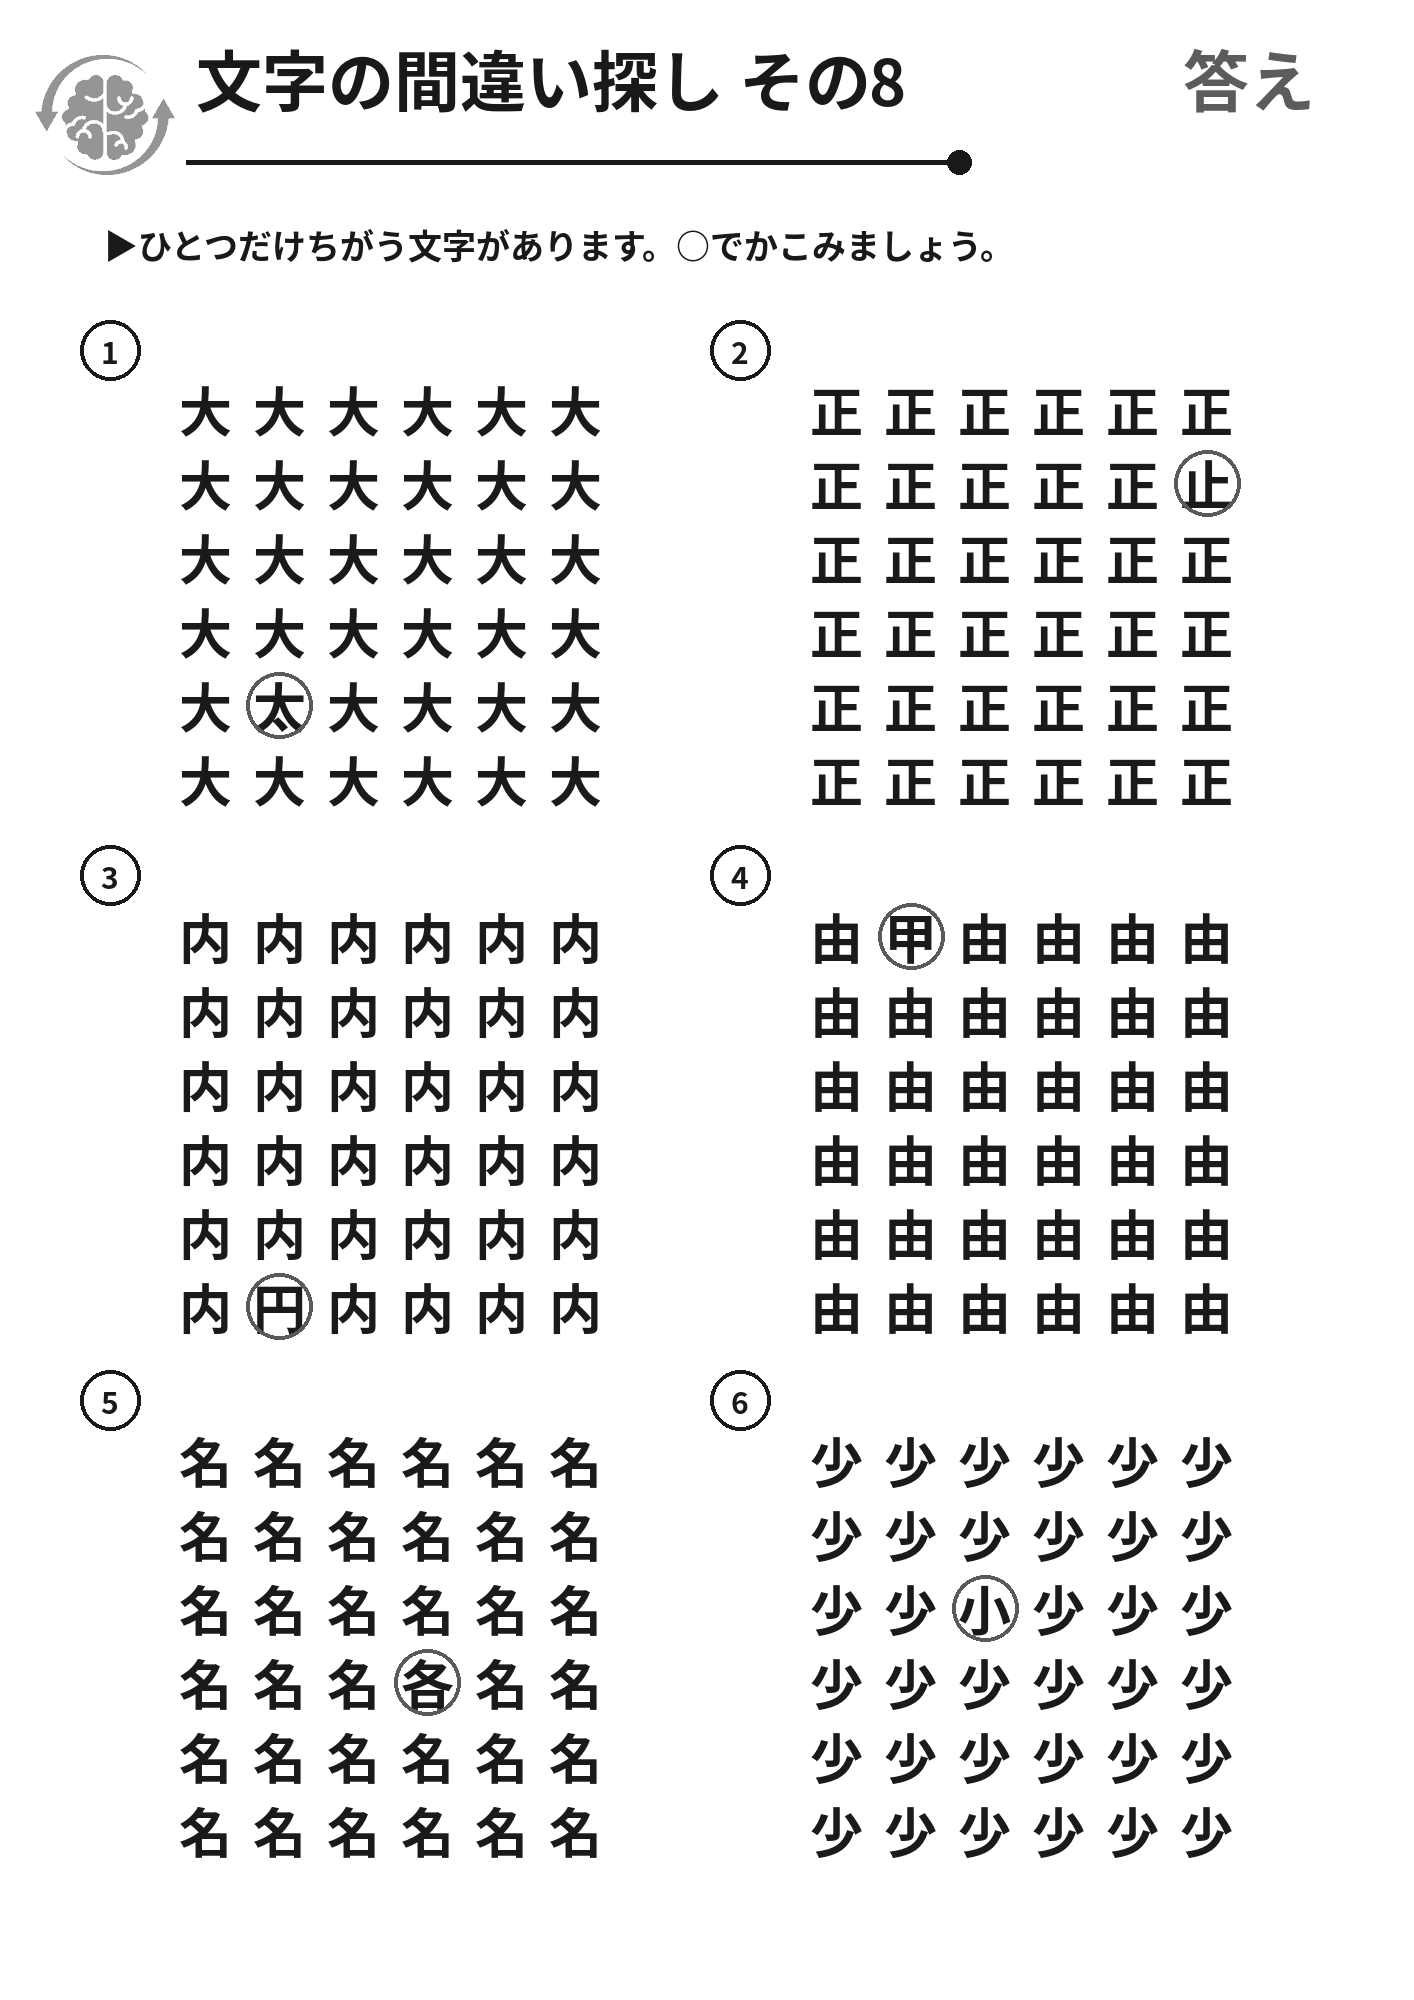 文字の間違い探し その8
答え
▶ひとつだけちがう文字があります。○でかこみましょう。
1
大 大 大 大 大 大
大 大 大 大 大 大
大 大 大 大 大 大
大 大 大 大 大 大
大 太 大 大 大 大
大 大 大 大 大 大
2
正 正 正 正 正 正
正 正 正 正 正 止
正 正 正 正 正 正
正 正 正 正 正 正
正 正 正 正 正 正
正 正 正 正 正 正
3
内 内 内 内 内 内
内 内 内 内 内 内
内 内 内 内 内 内
内 内 内 内 内 内
内 内 内 内 内 内
内 円 内 内 内 内
4
由 甲 由 由 由 由
由 由 由 由 由 由
由 由 由 由 由 由
由 由 由 由 由 由
由 由 由 由 由 由
由 由 由 由 由 由
5
名 名 名 名 名 名
名 名 名 名 名 名
名 名 名 名 名 名
名 名 名 各 名 名
名 名 名 名 名 名
名 名 名 名 名 名
6
少 少 少 少 少 少
少 少 少 少 少 少
少 少 小 少 少 少
少 少 少 少 少 少
少 少 少 少 少 少
少 少 少 少 少 少